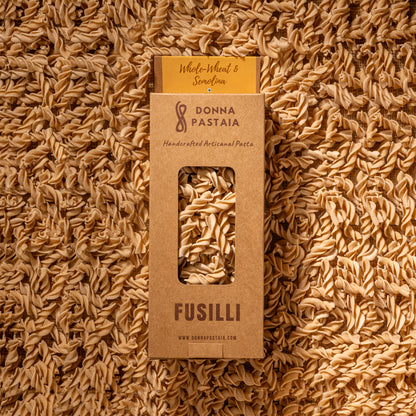 Whole-Wheat &
Semolina
DONNA
PASTAIA
Handcrafted Artisanal Pasta
FUSILLI
WWW.DONNAPASTAIA.COM